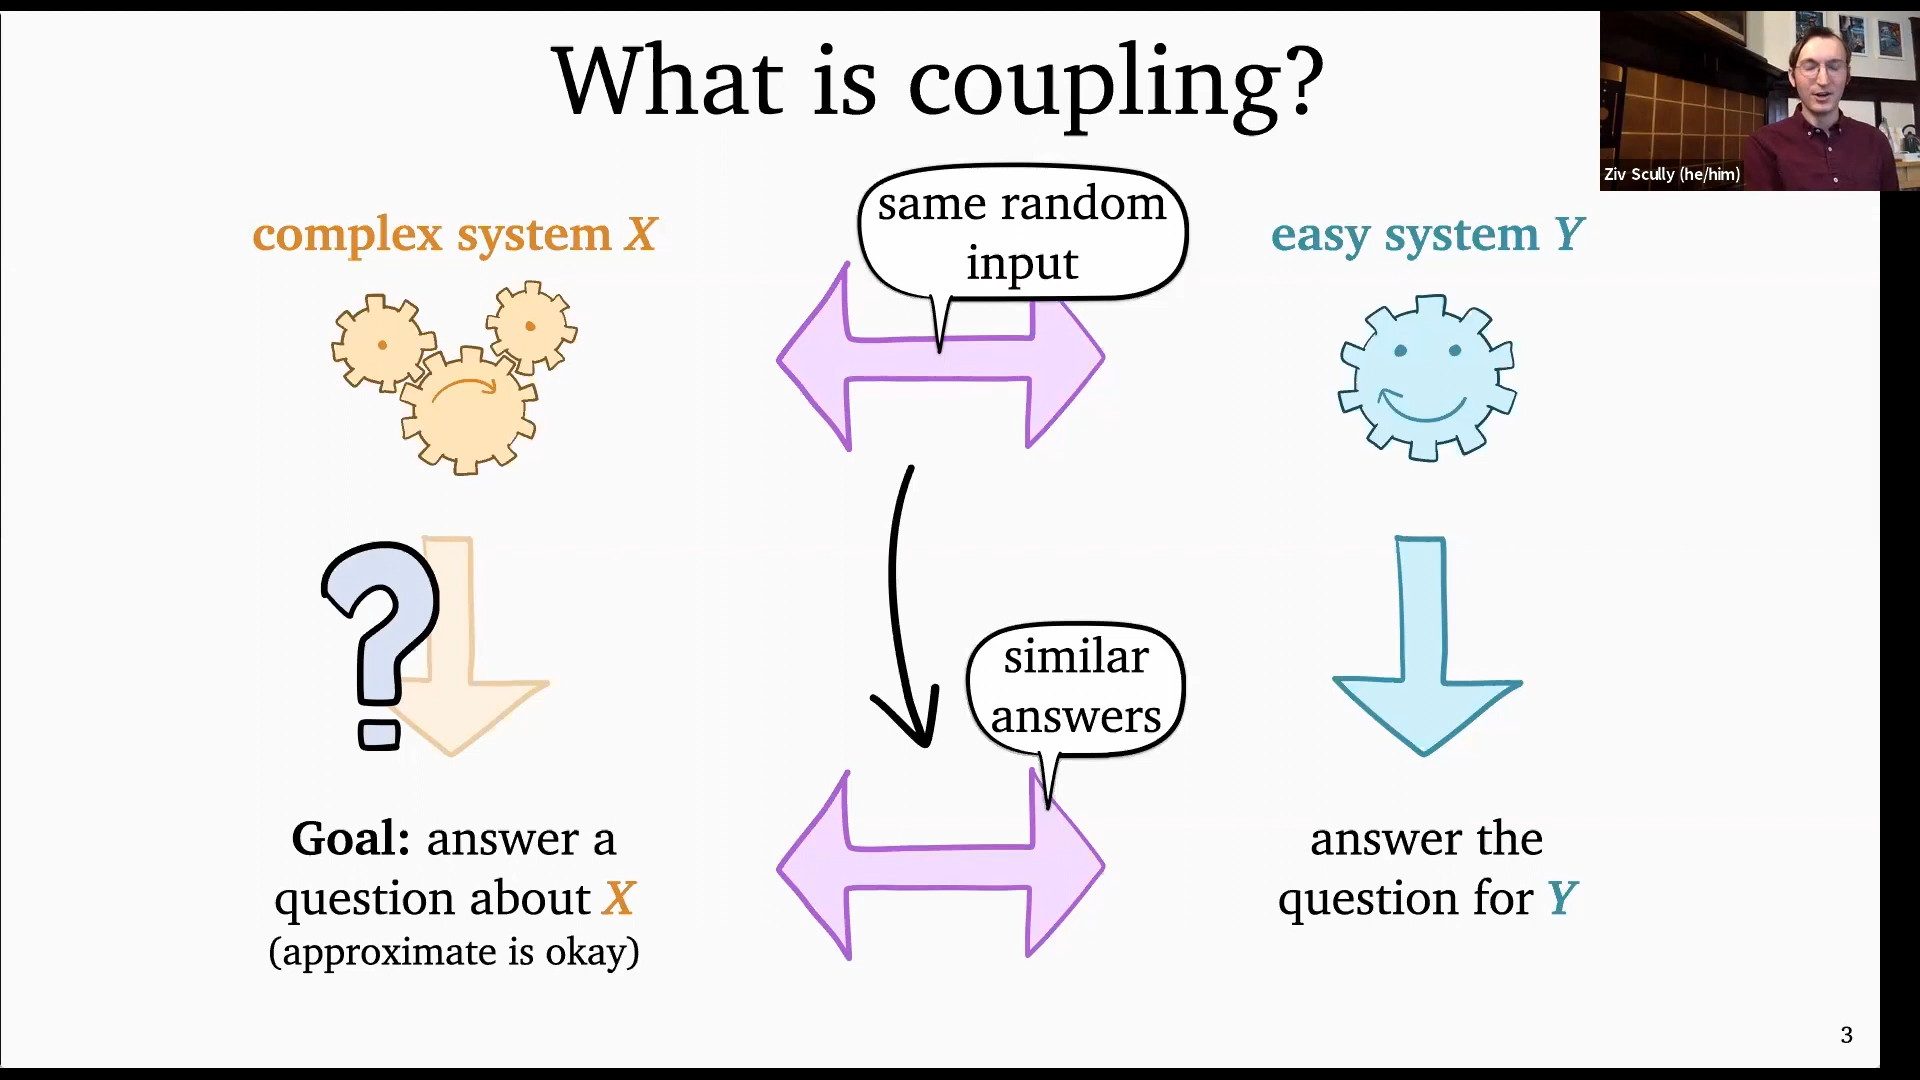 What is coupling?
Ziv Scully (he/him)
same random
input
complex system X
easy system Y
similar
answers
Goal: answer a
question about X
(approximate is okay)
answer the
question for Y
3